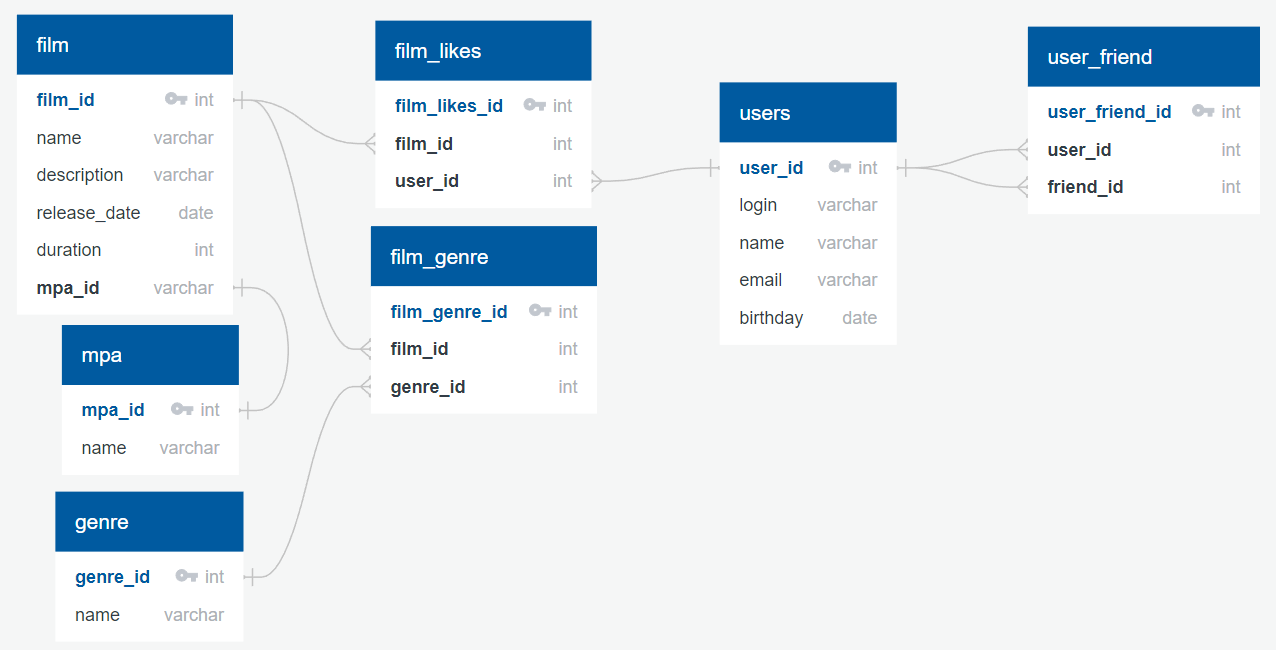 film
film_id int
name varchar
description varchar
release_date date
duration int
mpa_id varchar
mpa
mpa_id int
name varchar
genre
genre_id int
name varchar
film_likes
film_likes_id int
film_id int
user_id int
film_genre
film_genre_id int
film_id int
genre_id int
users
user_id int
login varchar
name varchar
email varchar
birthday date
user_friend
user_friend_id int
user_id int
friend_id int